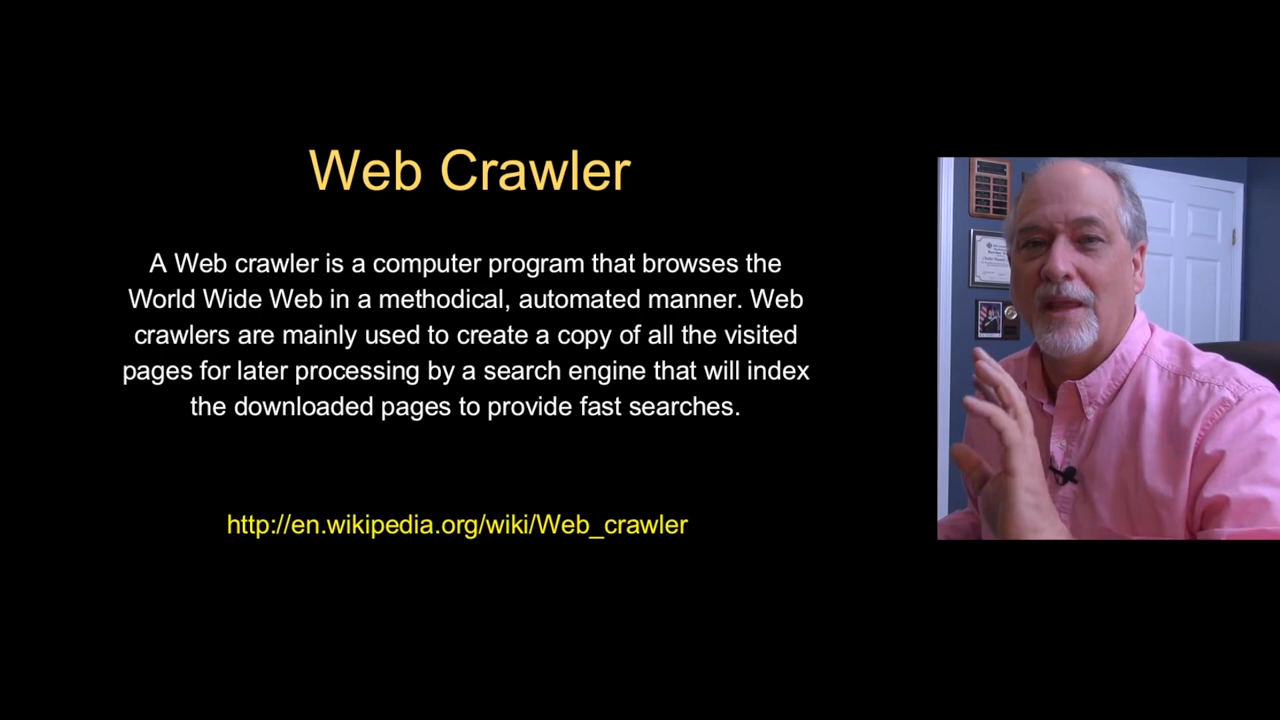 Web Crawler
A Web crawler is a computer program that browses the
World Wide Web in a methodical, automated manner. Web
crawlers are mainly used to create a copy of all the visited
pages for later processing by a search engine that will index
the downloaded pages to provide fast searches.
http://en.wikipedia.org/wiki/Web_crawler